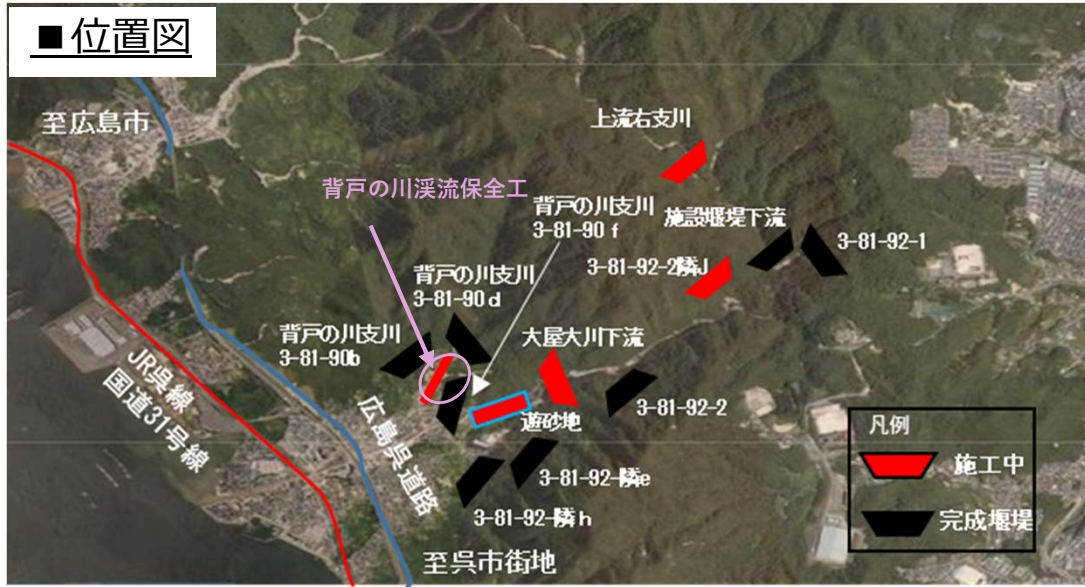 ■位置図
至広島市
上流右支川
背戸の川渓流保全工
背戸の川支川
3-81-90 f
施設堰堤下流
3-81-92-1
3-81-92-2隣J
背戸の川支川
3-81-90 d
背戸の川支川
3-81-90b
大屋大川下流
3-81-92-2
遊砂地
JR呉線
国道31号線
広島呉道路
3-81-92-隣e
3-81-92-隣h
至呉市街地
凡例
施工中
完成堰堤